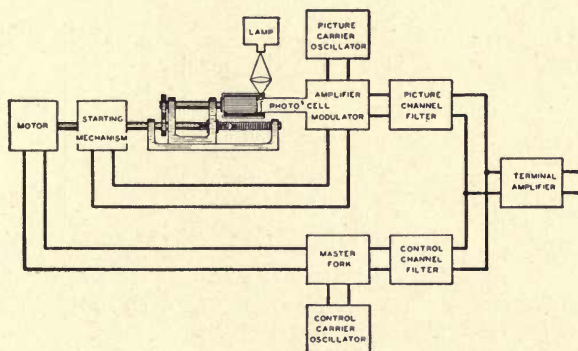 LAMP
PICTURE
CARRIER
OSCILLATOR
MOTOR
STARTING
MECHANISM
PHOTO CELL
AMPLIFIER
MODULATOR
PICTURE
CHANNEL
FILTER
TERMINAL
AMPLIFIER
MASTER
FORK
CONTROL
CHANNEL
FILTER
CONTROL
CARRIER
OSCILLATOR